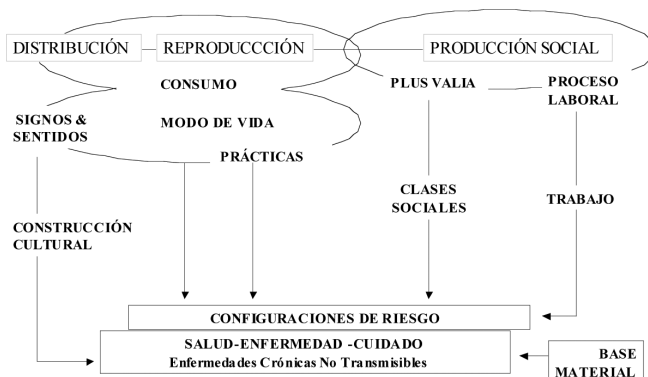 DISTRIBUCIÓN
REPRODUCCCIÓN
PRODUCCIÓN SOCIAL
CONSUMO
PLUS VALIA
PROCESO
LABORAL
SIGNOS &
SENTIDOS
MODO DE VIDA
PRÁCTICAS
CLASES
SOCIALES
TRABAJO
CONSTRUCCIÓN
CULTURAL
CONFIGURACIONES DE RIESGO
SALUD-ENFERMEDAD -CUIDADO
Enfermedades Crónicas No Transmisibles
BASE
MATERIAL